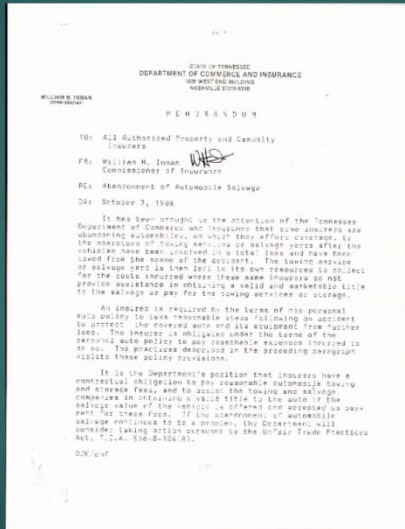 STATE OF TENNESSEE
DEPARTMENT OF COMMERCE AND INSURANCE
WEST END BUILDING
NASHVILLE
WILLIAM H. INMAN
COMMISSIONER
MEMORANDUM
TO: All Authorized Property and Casualty
Insurers
FR: William H. Inman
Commissioner of Insurance
RE: Abandonment of Automobile Salvage
DA: October 3, 1986
It has been brought to the attention of the Tennessee
Department of Commerce and Insurance that some insurers are
abandoning automobiles, on which they afford coverage, to
the operators of towing services or salvage yards after the
vehicles have been involved in a total loss and have been
towed from the scene of the accident. The towing service
or salvage yard is then left to its own resources to collect
for the costs incurred where these same insurers do not
provide assistance in obtaining a valid and marketable title
to the salvage or pay for the towing services or storage.
An insured is required by the terms of his personal
auto policy to take reasonable steps following an accident
to protect the covered auto and its equipment from further
loss. The insurer is obligated under the terms of the
personal auto policy to pay reasonable expenses incurred to
do so. The practices described in the preceding paragraph
violate these policy provisions.
It is the Department's position that insurers have a
contractual obligation to pay reasonable automobile towing
and storage fees, and to assist the towing and salvage
companies in obtaining a valid title to the auto if the
salvage value of the vehicle is offered and accepted as pay-
ment for these fees. If the abandonment of automobile
salvage continues to be a problem, the Department will
consider taking action pursuant to the Unfair Trade Practices
Act, T.C.A. §56-8-104(8).